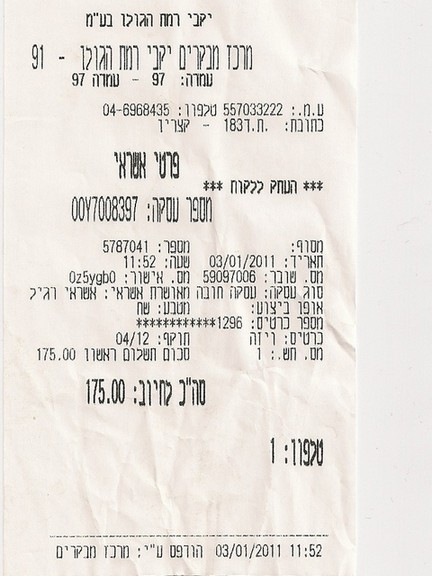 יקבי רמת הגולן בע"מ
מרכז מבקרים יקבי רמת הגולן - 91
עמדה: 97 - עמדה 97
ע.מ.: 557033222 טלפון: 04-6968435
כתובת: ת.ד183 - קצרין
פרטי אשראי
*** העתק ללקוח ***
מספר עסקה: 00Y7008397
מסוף: מספר: 5787041
תאריך: 03/01/2011 שעה: 11:52
מס. שובר: 59097006 מס. אישור: 0z5ygb0
סוג עסקה: עסקה חובה מאושרת אשראי: אשראי רגיל
אופן ביצוע: מטבע: שח
מספר כרטיס: 1296************
כרטיס: ויזה תוקף: 04/12
מס. תש.: 1 סכום תשלום ראשון 175.00
סה"כ לחיוב: 175.00
טלפון: 1
03/01/2011 11:52 הודפס ע"י: מרכז מבקרים